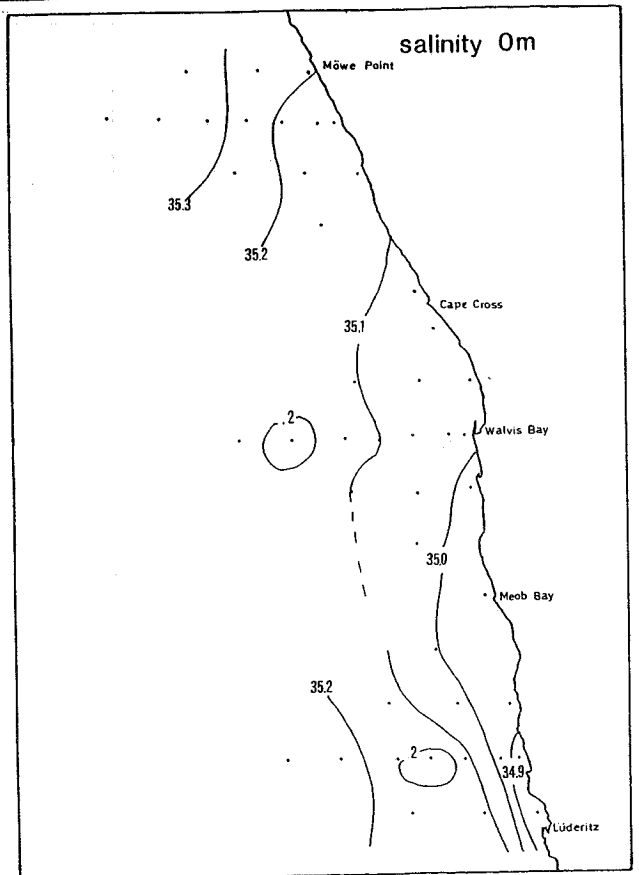 salinity 0m
Möwe Point
35.3
35.2
Cape Cross
35.1
.2
Walvis Bay
35.0
Meob Bay
35.2
.2
34.9
Lüderitz